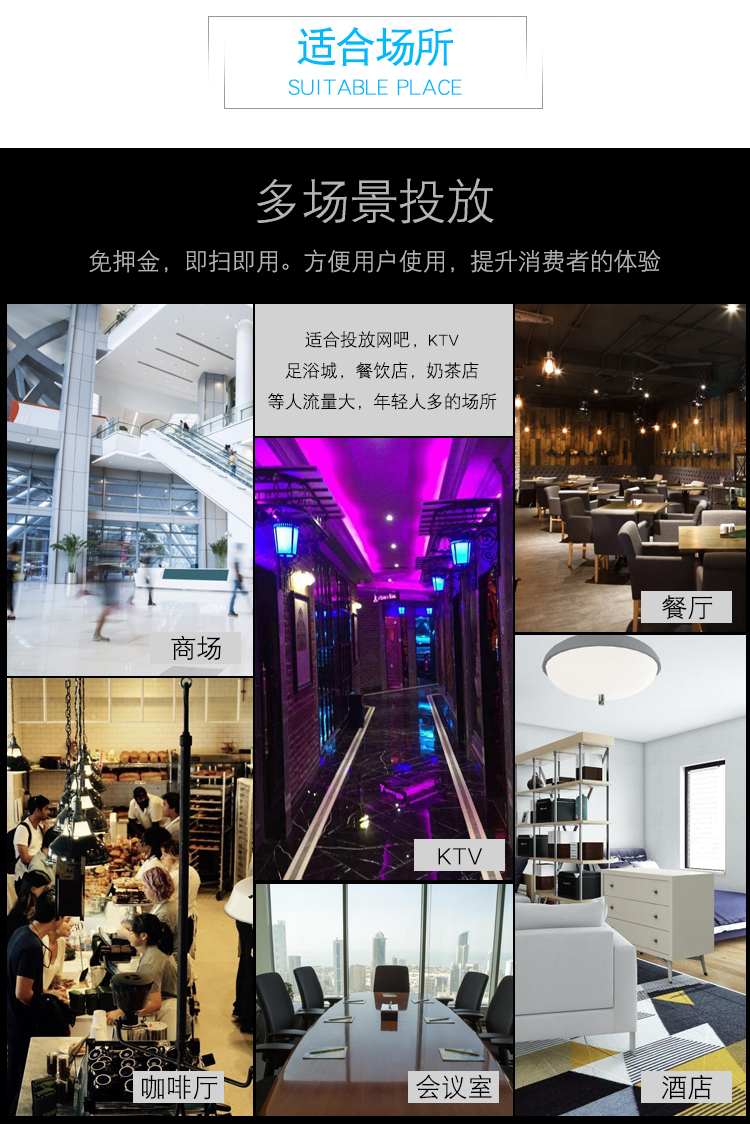 适合场所
SUITABLE PLACE
多场景投放
免押金，即扫即用。方便用户使用，提升消费者的体验
适合投放网吧，KTV
足浴城，餐饮店，奶茶店
等人流量大，年轻人多的场所
餐厅
商场
KTV
咖啡厅
会议室
酒店